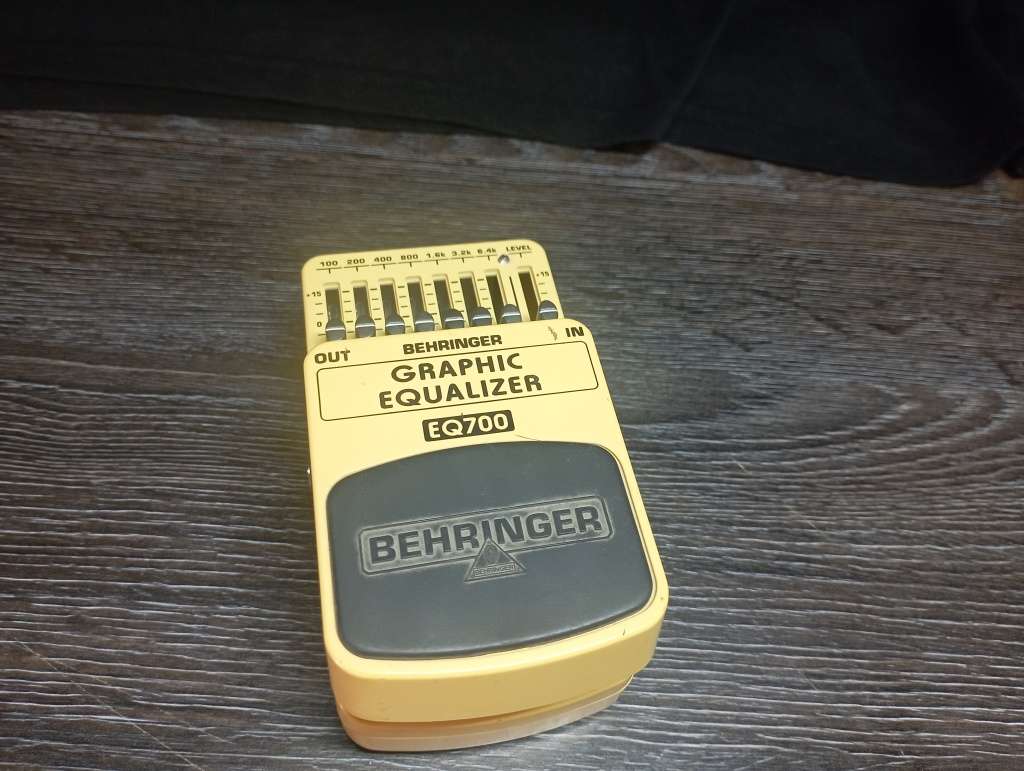 100 200 400 800 1.6k 3.2k 6.4k LEVEL
+15 +15
0
OUT BEHRINGER IN
GRAPHIC
EQUALIZER
EQ700
BEHRINGER
BEHRINGER